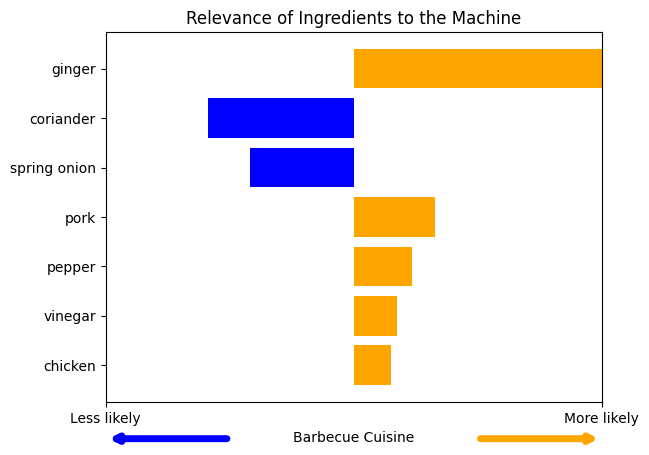 Relevance of Ingredients to the Machine
ginger
coriander
spring onion
pork
pepper
vinegar
chicken
Less likely
More likely
Barbecue Cuisine